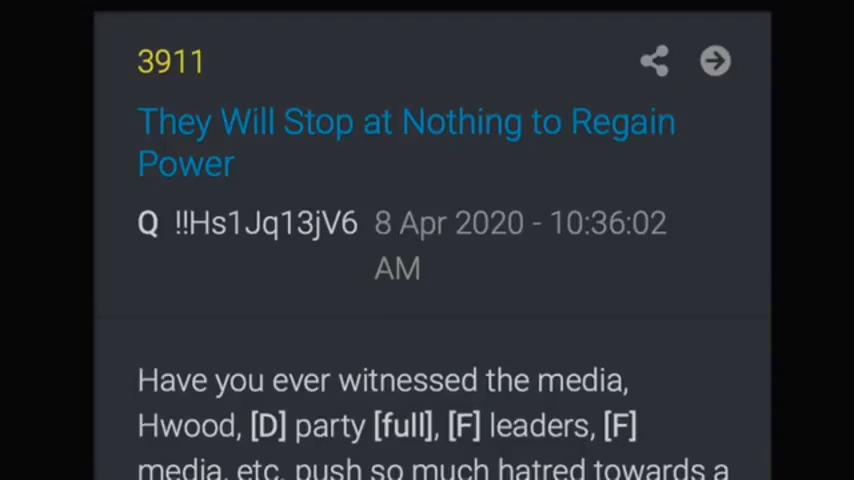 3911
They Will Stop at Nothing to Regain
Power
Q !!Hs1Jq13jV6 8 Apr 2020 - 10:36:02
AM
Have you ever witnessed the media,
Hwood, [D] party [full], [F] leaders, [F]
media, etc. push so much hatred towards a